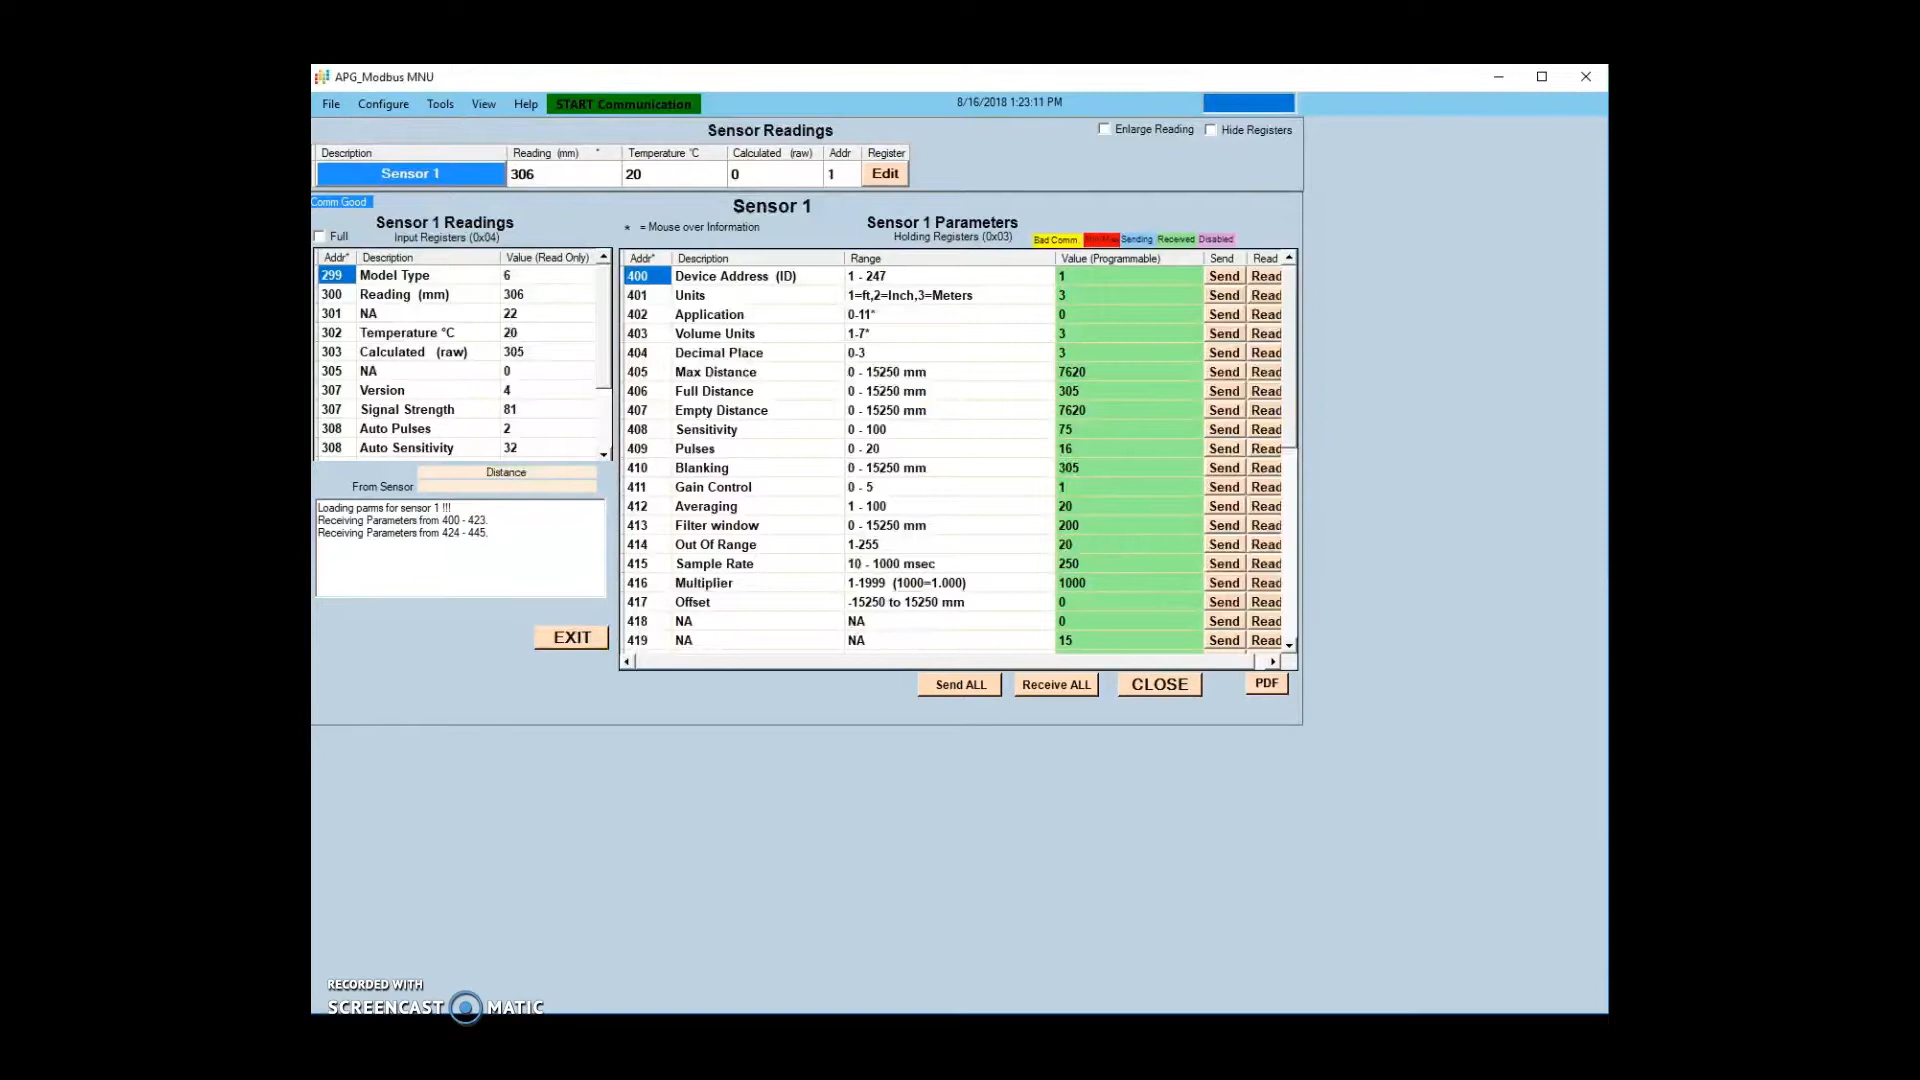 APG_Modbus MNU
File Configure Tools View Help START Communication 8/16/2018 1:23:11 PM
Sensor Readings
Enlarge Reading Hide Registers
Description Reading (mm) * Temperature °C Calculated (raw) Addr Register
Sensor 1 306 20 0 1 Edit
Comm Good
Sensor 1
Sensor 1 Readings
Full Input Registers (0x04)
Addr* Description Value (Read Only)
299 Model Type 6
300 Reading (mm) 306
301 NA 22
302 Temperature °C 20
303 Calculated (raw) 305
305 NA 0
307 Version 4
307 Signal Strength 81
308 Auto Pulses 2
308 Auto Sensitivity 32
Distance
From Sensor
Loading parms for sensor 1 !!!
Receiving Parameters from 400 - 423.
Receiving Parameters from 424 - 445.
EXIT
* = Mouse over Information
Sensor 1 Parameters
Holding Registers (0x03)
Bad Comm. Sending Received Disabled
Addr* Description Range Value (Programmable) Send Read
400 Device Address (ID) 1 - 247 1 Send Read
401 Units 1=ft,2=Inch,3=Meters 3 Send Read
402 Application 0-11* 0 Send Read
403 Volume Units 1-7* 3 Send Read
404 Decimal Place 0-3 3 Send Read
405 Max Distance 0 - 15250 mm 7620 Send Read
406 Full Distance 0 - 15250 mm 305 Send Read
407 Empty Distance 0 - 15250 mm 7620 Send Read
408 Sensitivity 0 - 100 75 Send Read
409 Pulses 0 - 20 16 Send Read
410 Blanking 0 - 15250 mm 305 Send Read
411 Gain Control 0 - 5 1 Send Read
412 Averaging 1 - 100 20 Send Read
413 Filter window 0 - 15250 mm 200 Send Read
414 Out Of Range 1-255 20 Send Read
415 Sample Rate 10 - 1000 msec 250 Send Read
416 Multiplier 1-1999 (1000=1.000) 1000 Send Read
417 Offset -15250 to 15250 mm 0 Send Read
418 NA NA 0 Send Read
419 NA NA 15 Send Read
Send ALL Receive ALL CLOSE PDF
RECORDED WITH
SCREENCAST MATIC